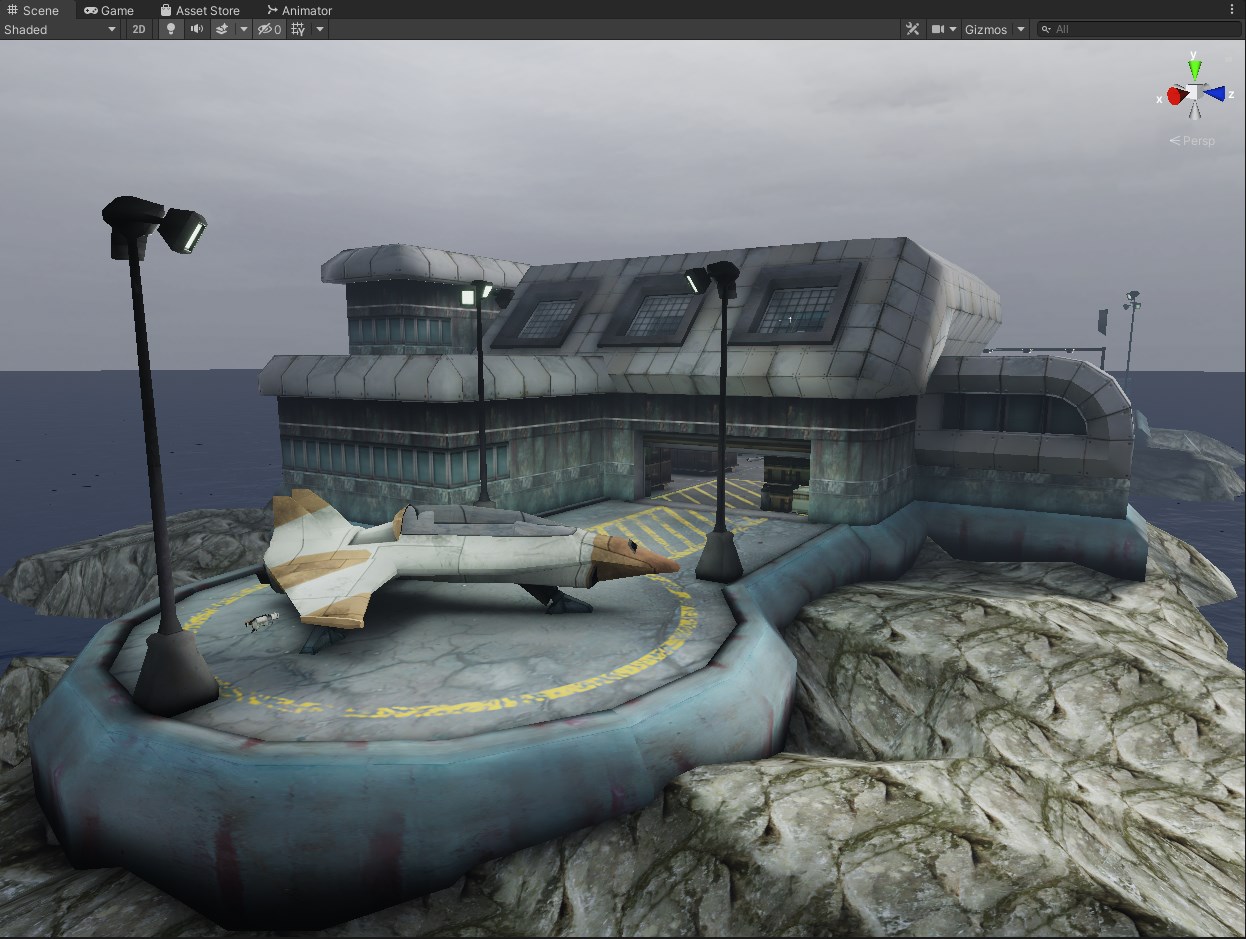 Scene Game Asset Store Animator
Shaded 2D 0 Gizmos All
y
x z
Persp